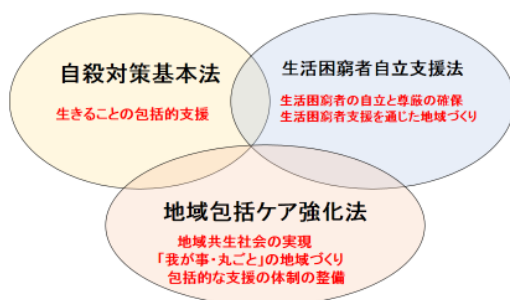 自殺対策基本法
生きることの包括的支援
生活困窮者自立支援法
生活困窮者の自立と尊厳の確保
生活困窮者支援を通じた地域づくり
地域包括ケア強化法
地域共生社会の実現
「我が事・丸ごと」の地域づくり
包括的な支援の体制の整備